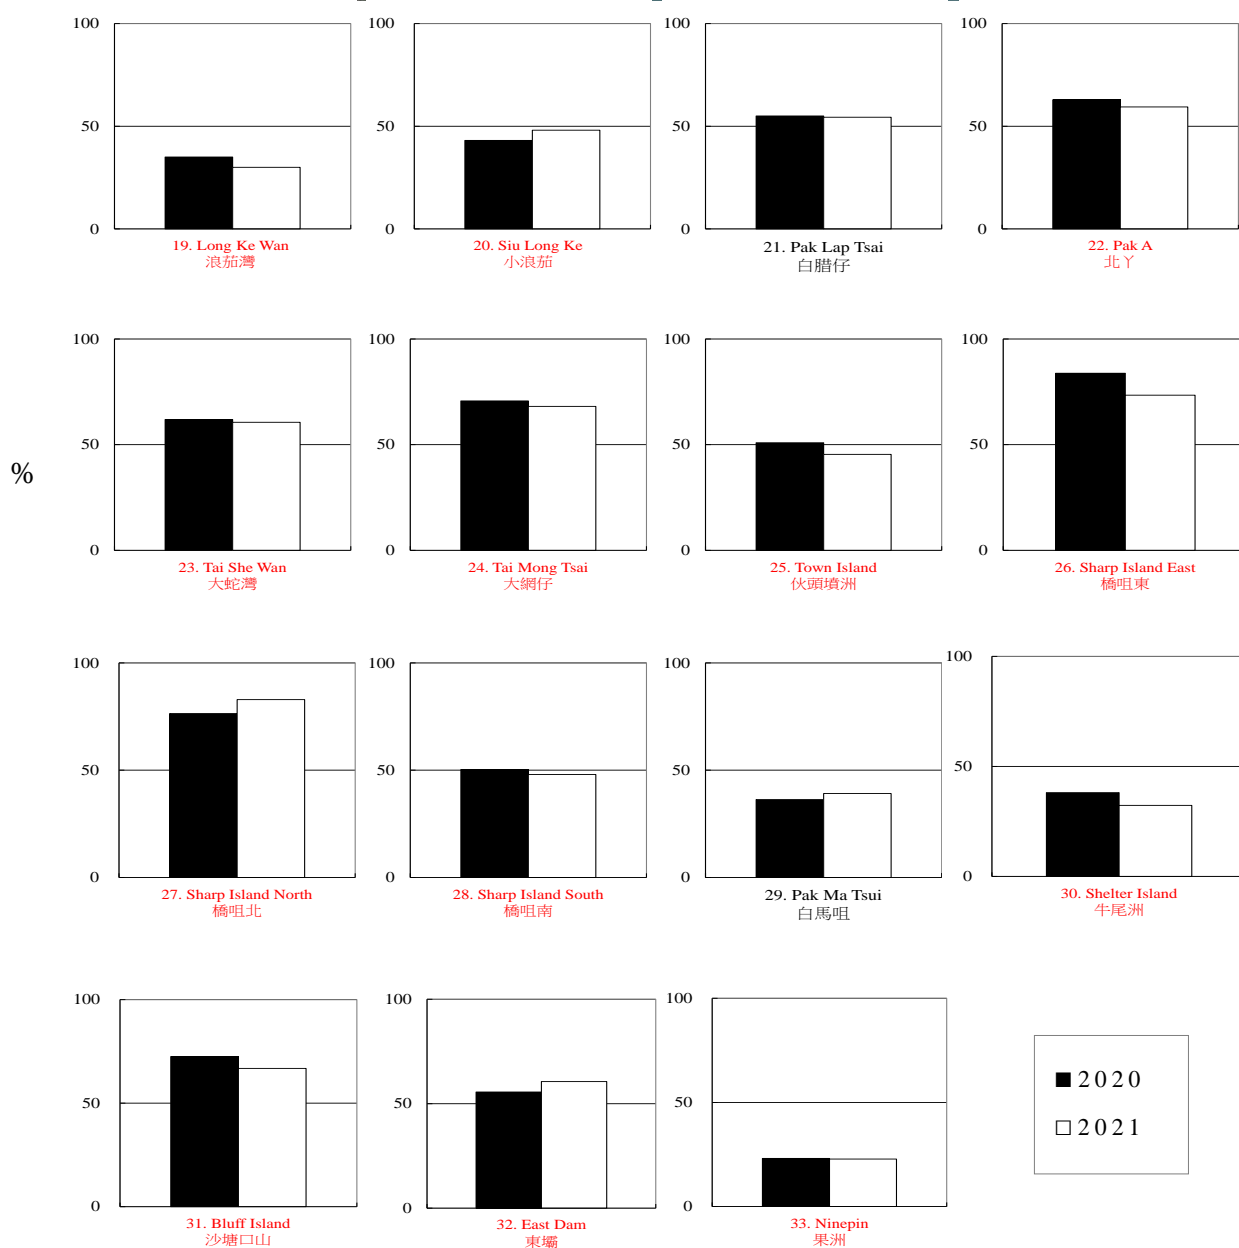 100 100 100 100
50 50 50 50
0 0 0 0
19. Long Ke Wan 20. Siu Long Ke 21. Pak Lap Tsai 22. Pak A
浪茄灣 小浪茄 白腊仔 北丫
100 100 100 100
50 50 50 50
%
0 0 0 0
23. Tai She Wan 24. Tai Mong Tsai 25. Town Island 26. Sharp Island East
大蛇灣 大網仔 伙頭墳洲 橋咀東
100 100 100 100
50 50 50 50
0 0 0 0
27. Sharp Island North 28. Sharp Island South 29. Pak Ma Tsui 30. Shelter Island
橋咀北 橋咀南 白馬咀 牛尾洲
100 100 100
50 50 50
0 0 0
31. Bluff Island 32. East Dam 33. Ninepin
沙塘口山 東壩 果洲
2020
2021